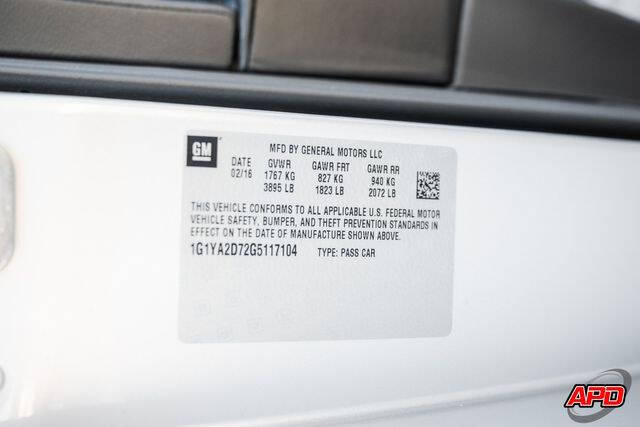 GM
MFD BY GENERAL MOTORS LLC
DATE GVWR GAWR FRT GAWR RR
02/16 1767 KG 827 KG 940 KG
3895 LB 1823 LB 2072 LB
THIS VEHICLE CONFORMS TO ALL APPLICABLE U.S. FEDERAL MOTOR
VEHICLE SAFETY, BUMPER, AND THEFT PREVENTION STANDARDS IN
EFFECT ON THE DATE OF MANUFACTURE SHOWN ABOVE.
1G1YA2D72G5117104 TYPE: PASS CAR
APD